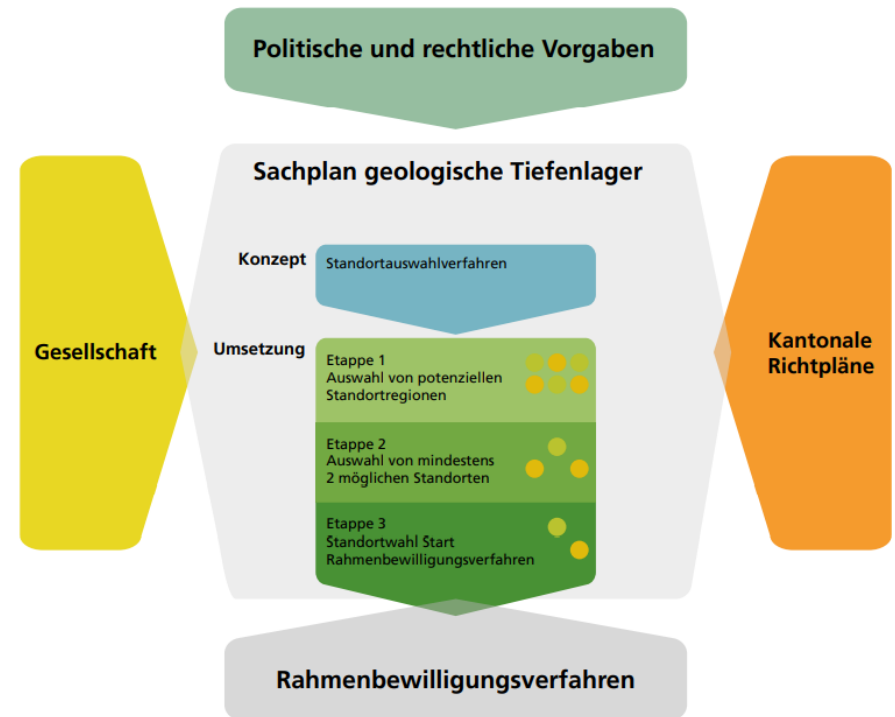 Politische und rechtliche Vorgaben
Sachplan geologische Tiefenlager
Konzept
Standortauswahlverfahren
Gesellschaft
Umsetzung
Etappe 1
Auswahl von potenziellen
Standortregionen
Etappe 2
Auswahl von mindestens
2 möglichen Standorten
Etappe 3
Standortwahl Start
Rahmenbewilligungsverfahren
Kantonale
Richtpläne
Rahmenbewilligungsverfahren